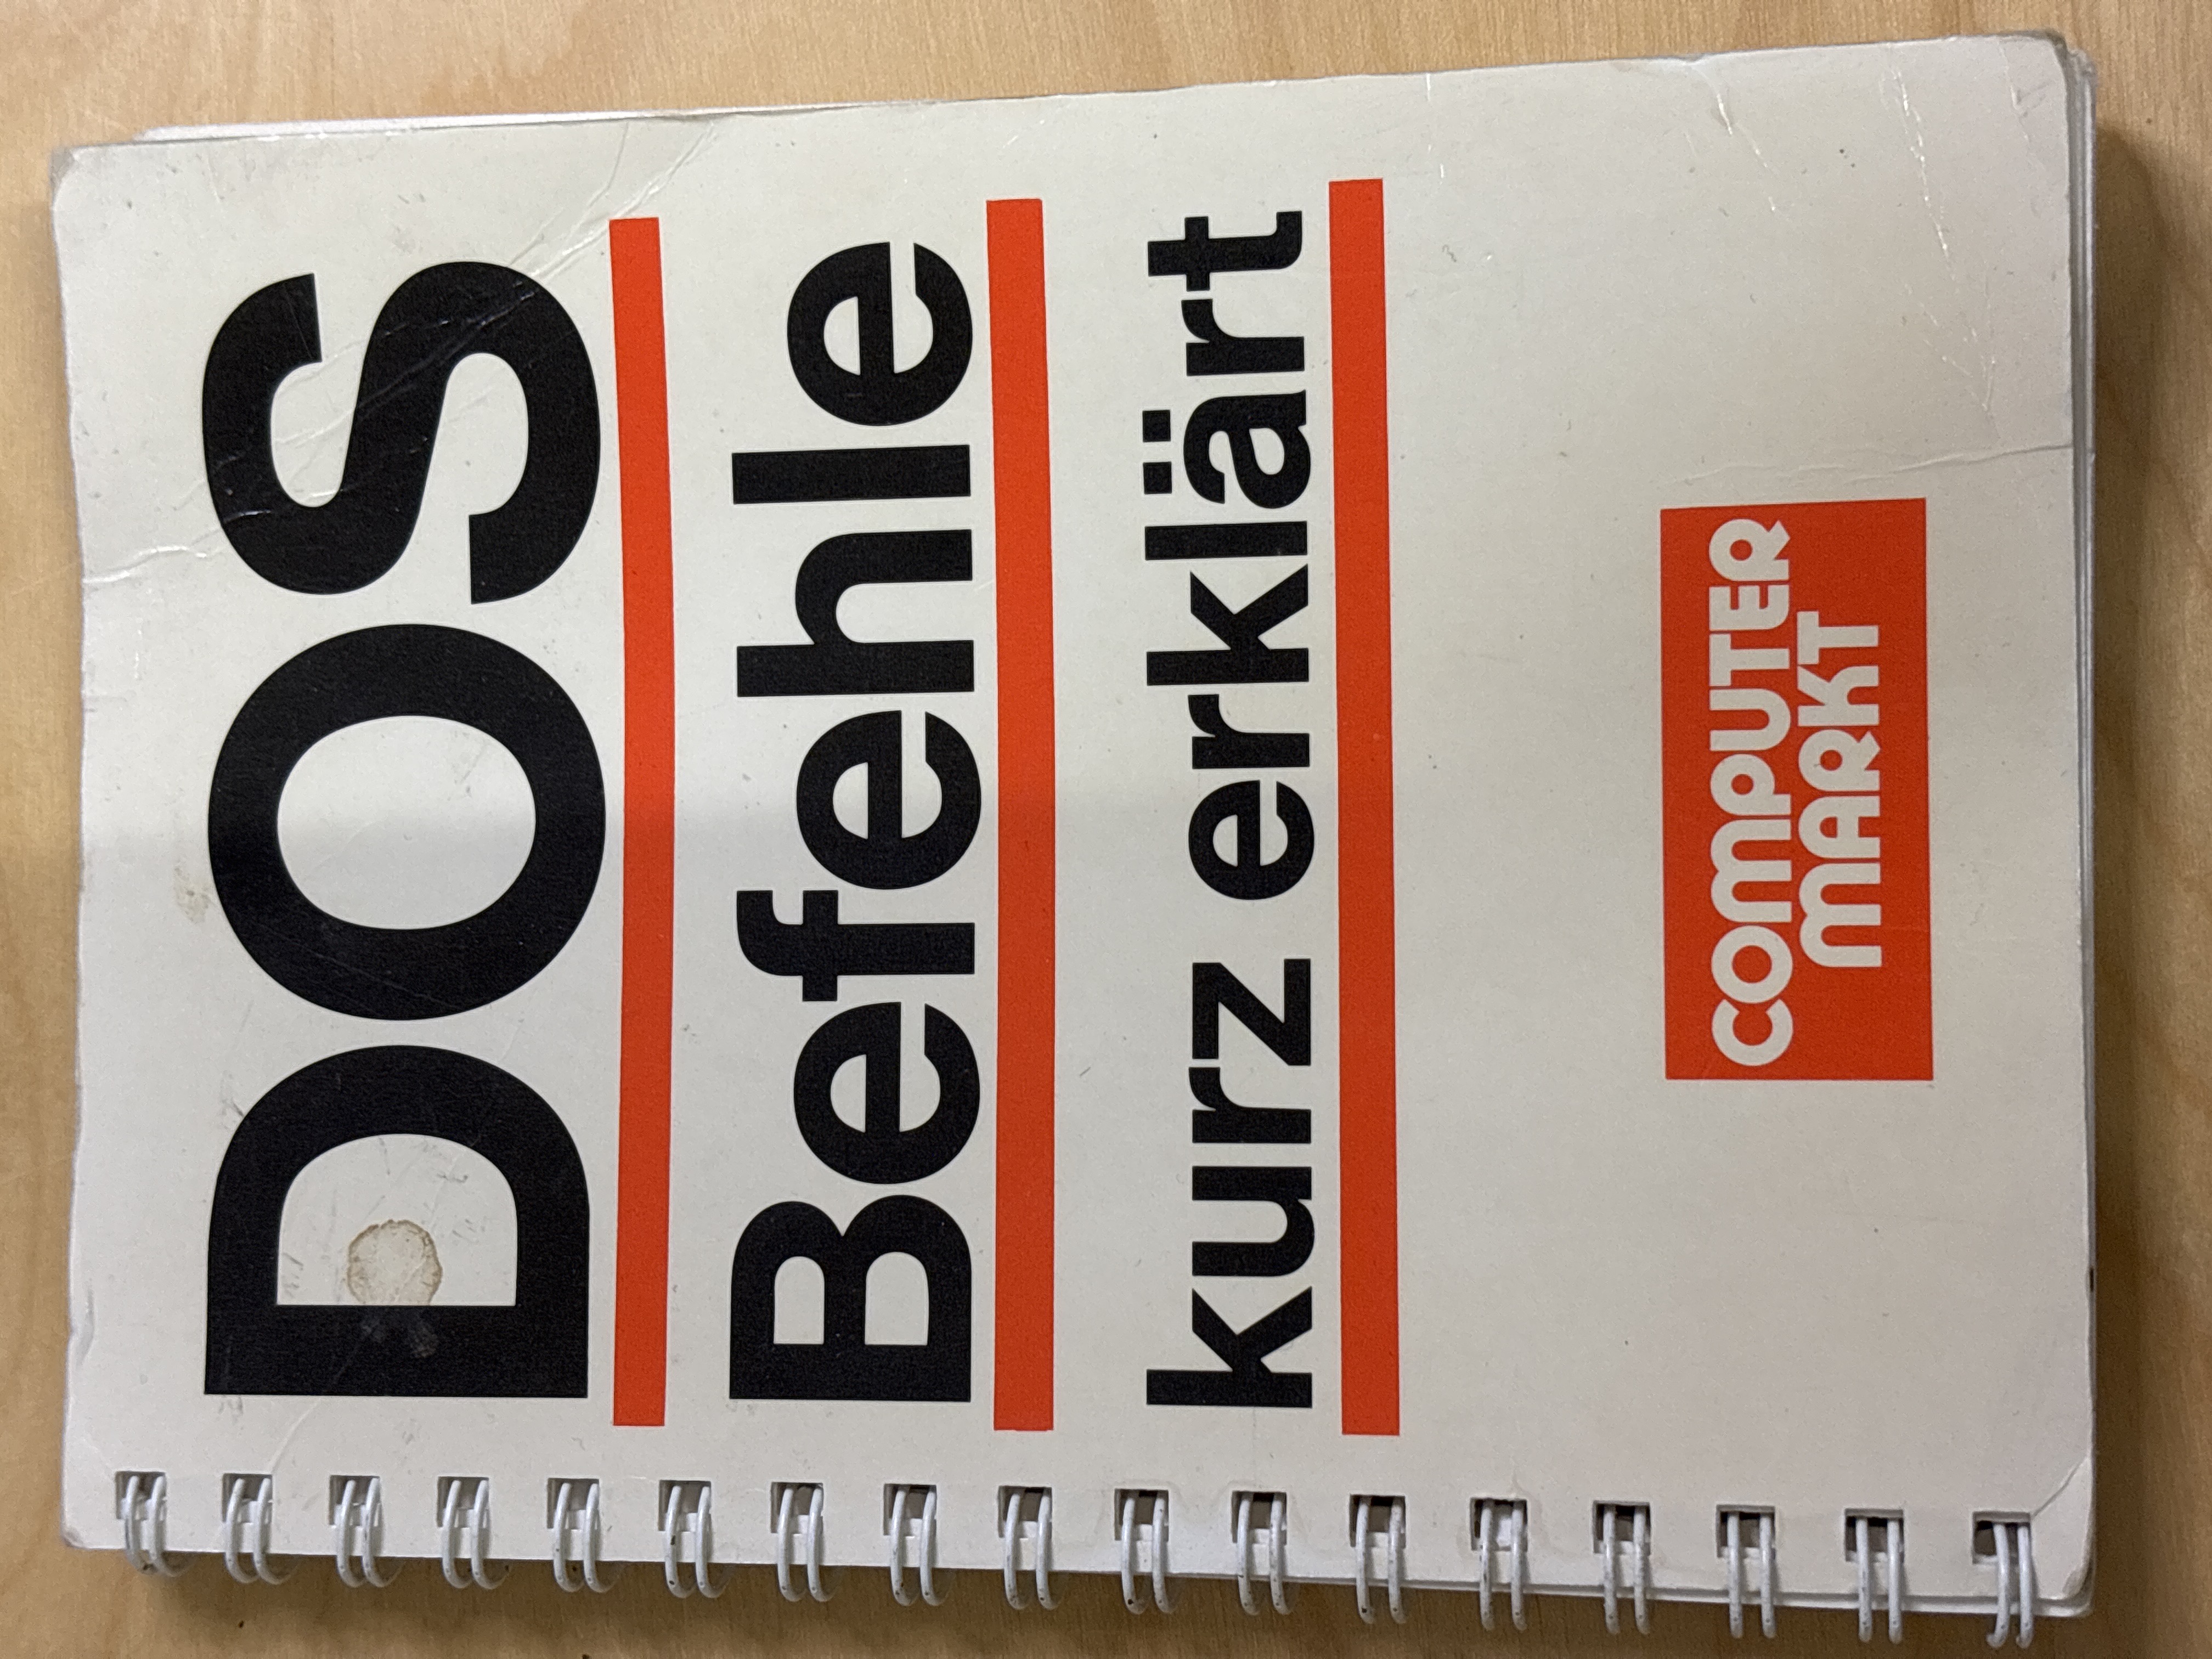 DOS
Befehle
kurz erklärt
COMPUTER
MARKT